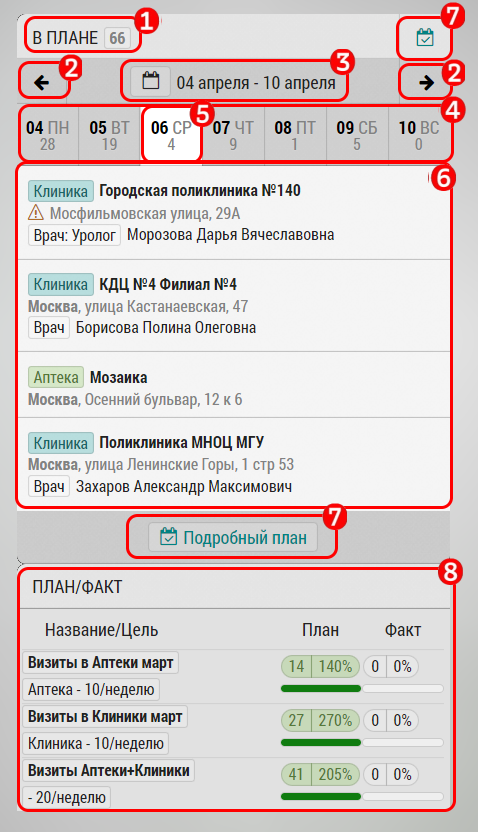 1
7
В ПЛАНЕ 66
2
3
2
04 апреля - 10 апреля
5
4
04 ПН 05 ВТ 06 СР 07 ЧТ 08 ПТ 09 СБ 10 ВС
28 19 4 9 1 5 0
6
Клиника Городская поликлиника №140
Мосфильмовская улица, 29А
Врач: Уролог Морозова Дарья Вячеславовна
Клиника КДЦ №4 Филиал №4
Москва, улица Кастанаевская, 47
Врач Борисова Полина Олеговна
Аптека Мозаика
Москва, Осенний бульвар, 12 к 6
Клиника Поликлиника МНОЦ МГУ
Москва, улица Ленинские Горы, 1 стр 53
Врач Захаров Александр Максимович
7
Подробный план
8
ПЛАН/ФАКТ
Название/Цель План Факт
Визиты в Аптеки март 14 140% 0 0%
Аптека - 10/неделю
Визиты в Клиники март 27 270% 0 0%
Клиника - 10/неделю
Визиты Аптеки+Клиники 41 205% 0 0%
- 20/неделю